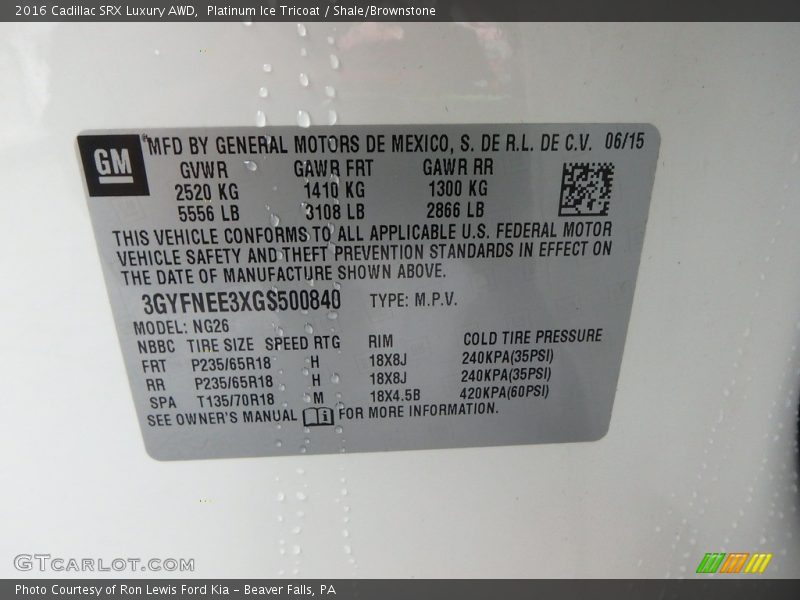 2016 Cadillac SRX Luxury AWD, Platinum Ice Tricoat / Shale/Brownstone
GM
MFD BY GENERAL MOTORS DE MEXICO, S. DE R.L. DE C.V. 06/15
GVWR GAWR FRT GAWR RR
2520 KG 1410 KG 1300 KG
5556 LB 3108 LB 2866 LB
THIS VEHICLE CONFORMS TO ALL APPLICABLE U.S. FEDERAL MOTOR
VEHICLE SAFETY AND THEFT PREVENTION STANDARDS IN EFFECT ON
THE DATE OF MANUFACTURE SHOWN ABOVE.
3GYFNEE3XGS500840 TYPE: M.P.V.
MODEL: NG26
NBBC TIRE SIZE SPEED RTG RIM COLD TIRE PRESSURE
FRT P235/65R18 H 18X8J 240KPA(35PSI)
RR P235/65R18 H 18X8J 240KPA(35PSI)
SPA T135/70R18 M 18X4.5B 420KPA(60PSI)
SEE OWNER'S MANUAL FOR MORE INFORMATION.
GTCARLOT.COM
Photo Courtesy of Ron Lewis Ford Kia - Beaver Falls, PA